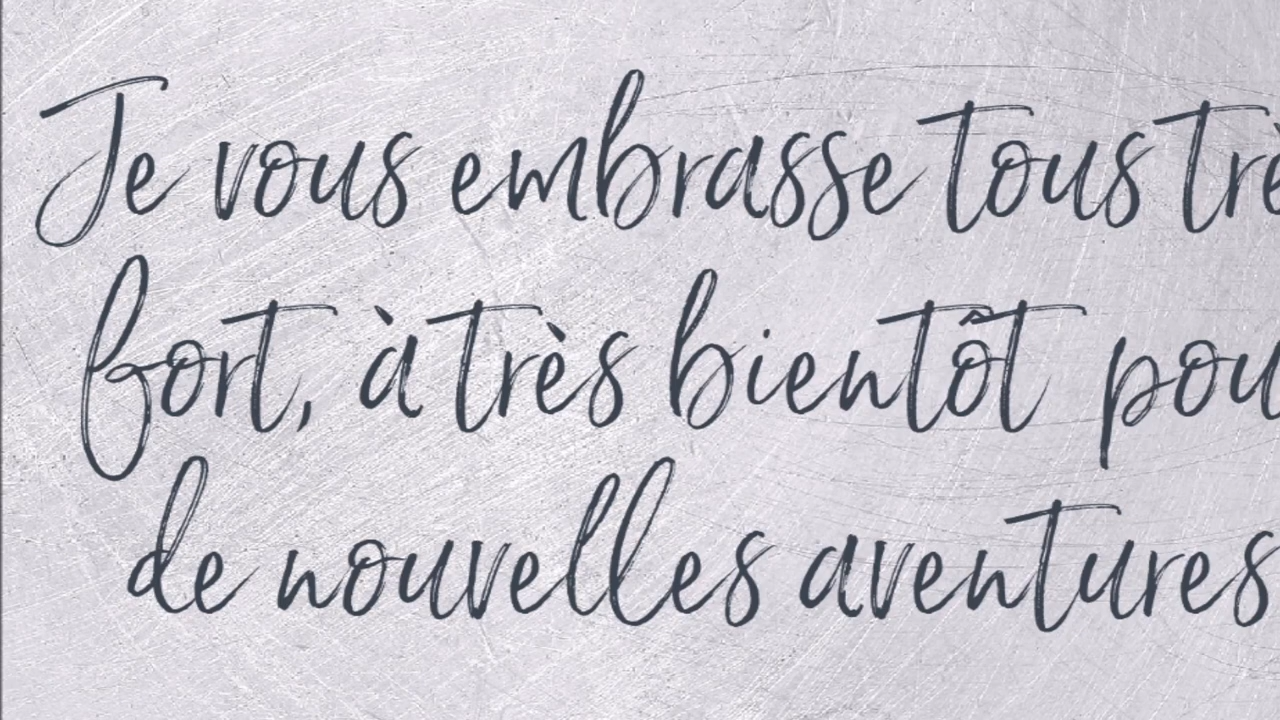 Je vous embrasse tous trè
fort, à très bientôt pou
de nouvelles aventures